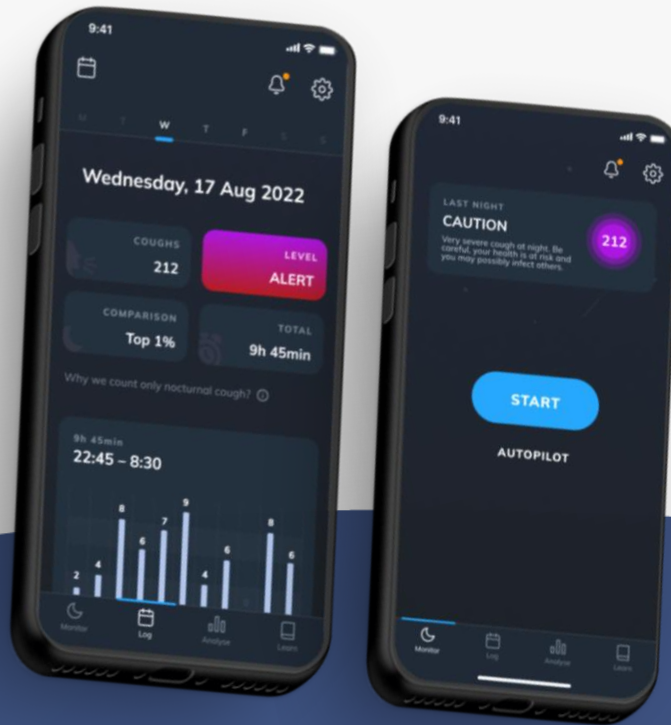 9:41
M T W T F S S
Wednesday, 17 Aug 2022
COUGHS
212
LEVEL
ALERT
COMPARISON
Top 1%
TOTAL
9h 45min
Why we count only nocturnal cough?
9h 45min
22:45 – 8:30
2 4 8 6 7 9 4 6 8 6
Monitor
Log
Analyse
Learn
9:41
LAST NIGHT
CAUTION
Very severe cough at night. Be
careful, your health is at risk and
you may possibly infect others.
212
START
AUTOPILOT
Monitor
Log
Analyse
Learn